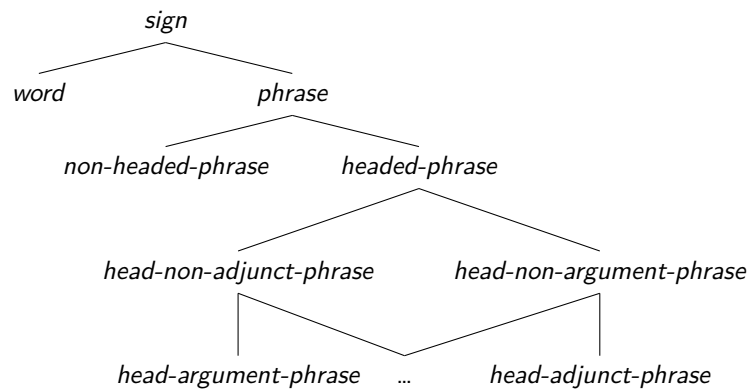 sign
word phrase
non-headed-phrase headed-phrase
head-non-adjunct-phrase head-non-argument-phrase
head-argument-phrase ... head-adjunct-phrase